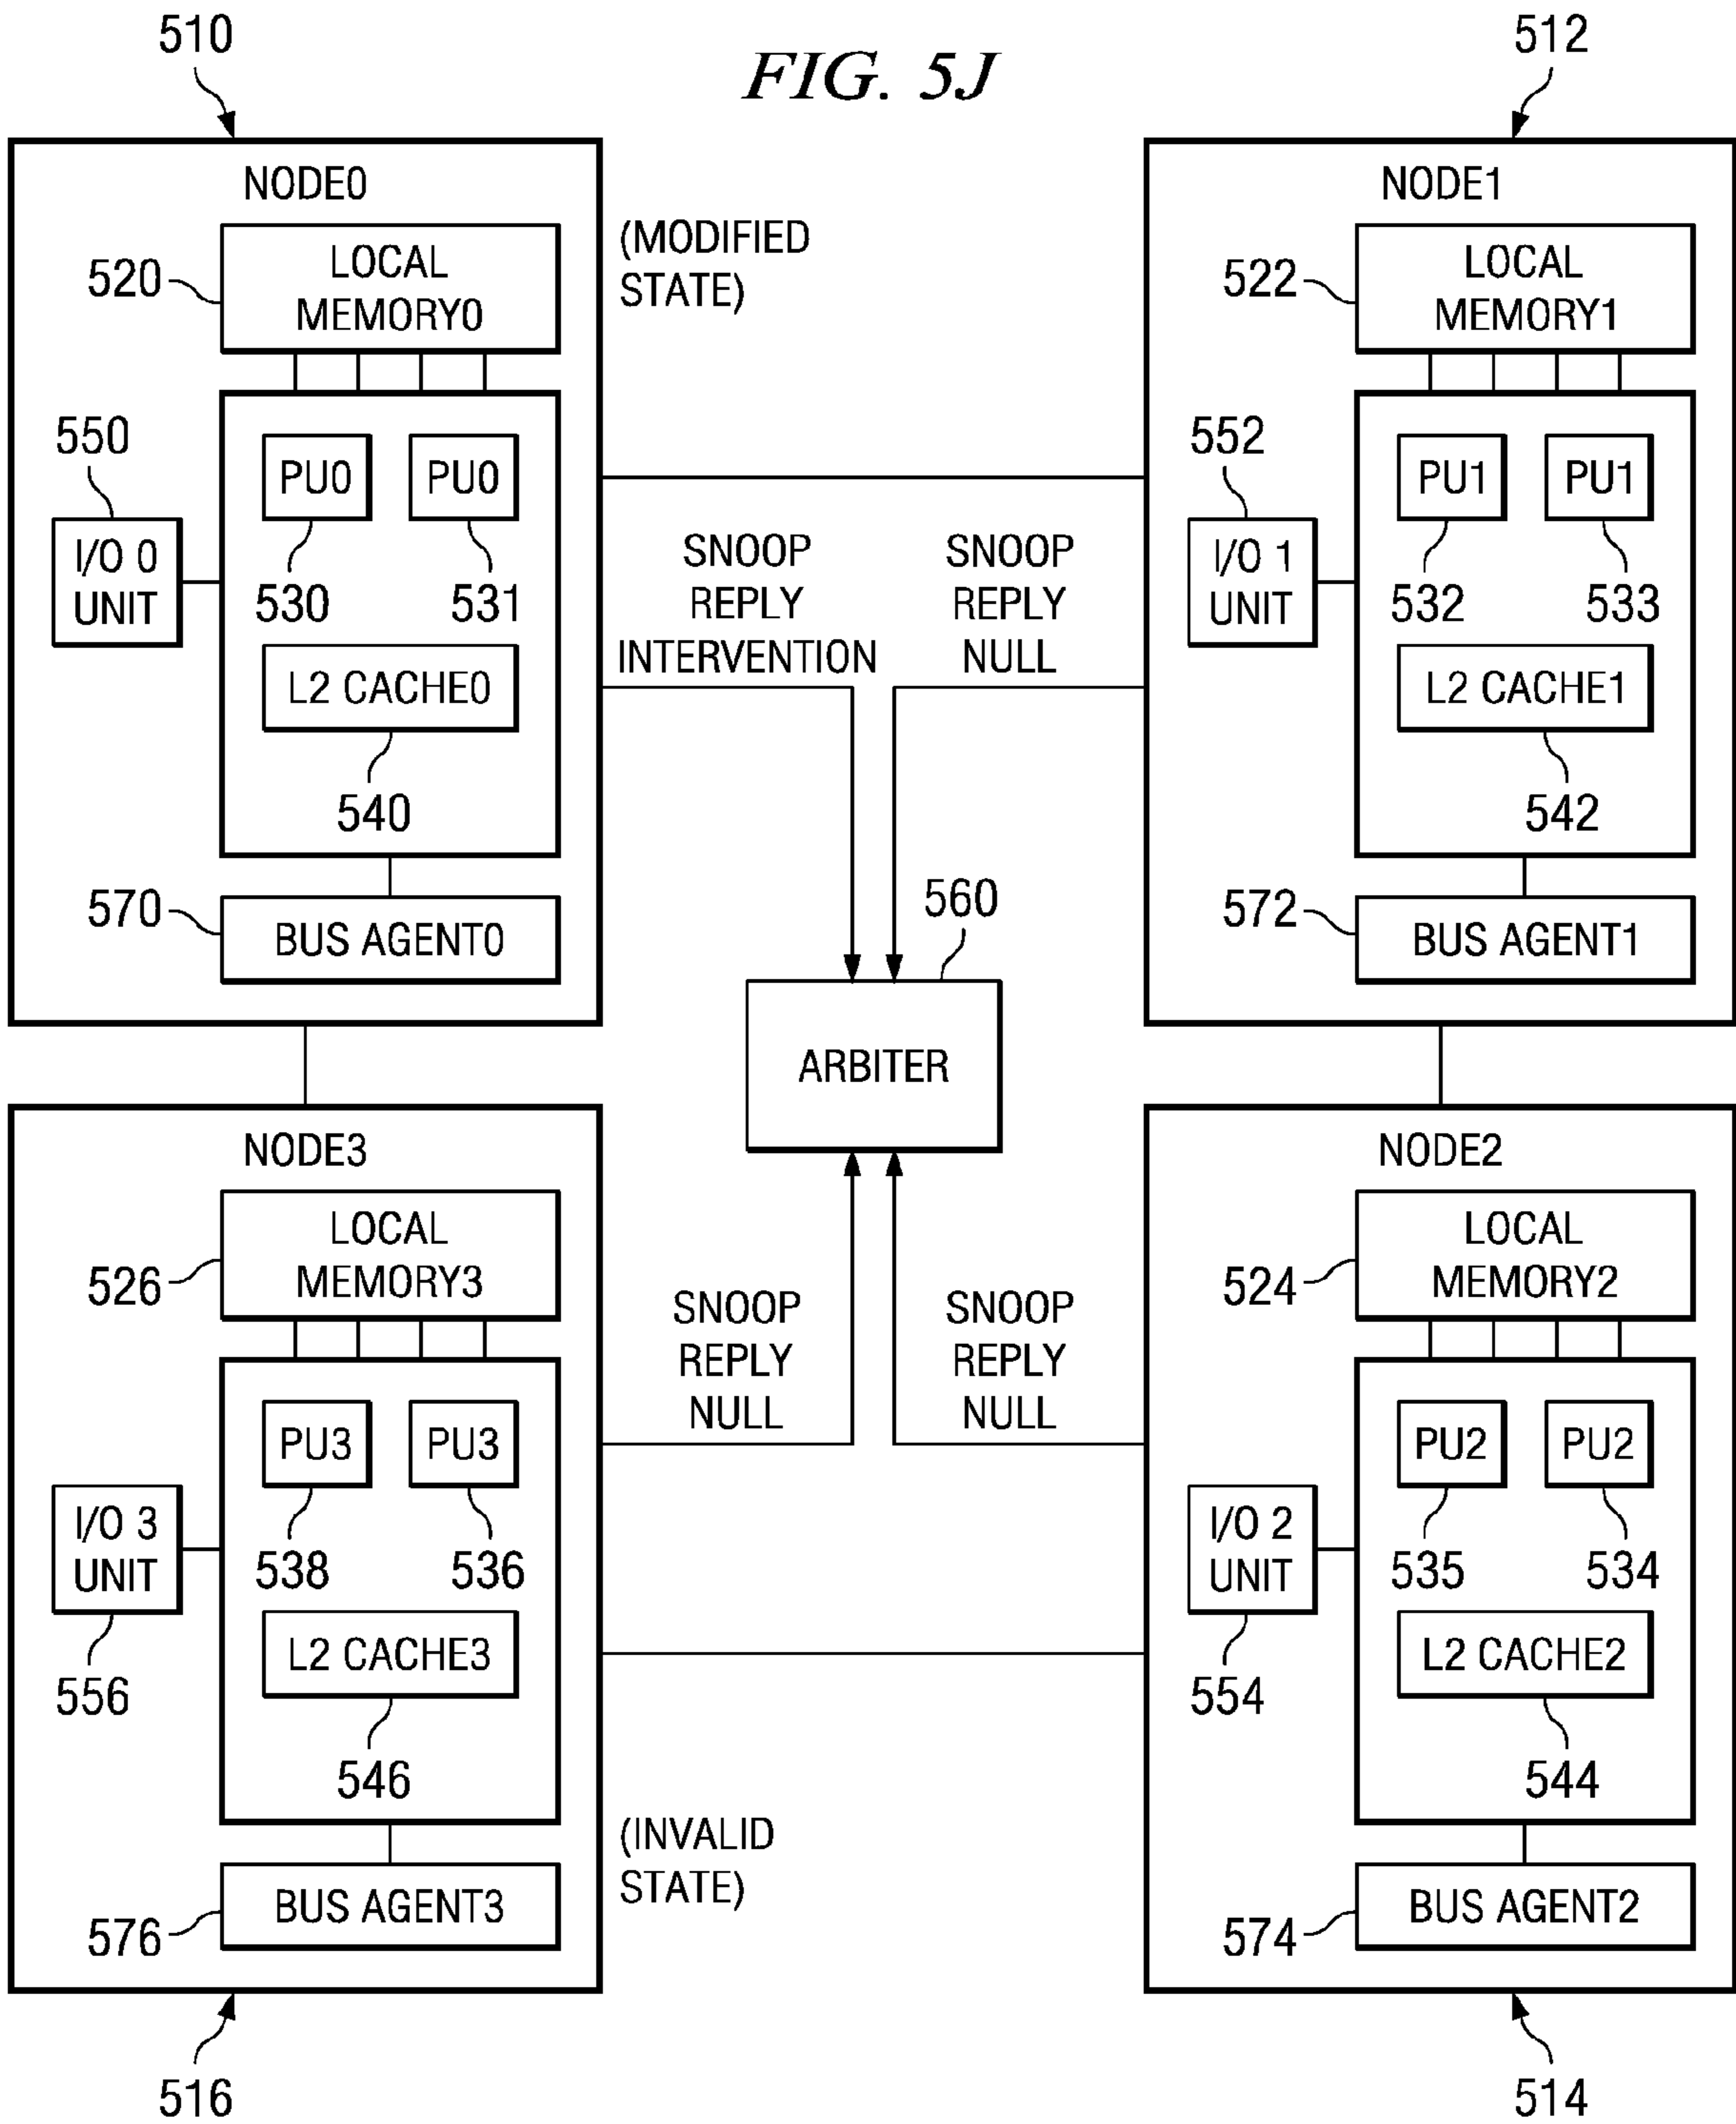 FIG. 5J
510
512
NODE0
520
LOCAL
MEMORY0
(MODIFIED
STATE)
550
I/O 0
UNIT
PU0
PU0
530
531
L2 CACHE0
540
570
BUS AGENT0
NODE1
522
LOCAL
MEMORY1
552
I/O 1
UNIT
PU1
PU1
532
533
L2 CACHE1
542
572
BUS AGENT1
SNOOP
REPLY
INTERVENTION
SNOOP
REPLY
NULL
560
ARBITER
NODE3
526
LOCAL
MEMORY3
556
I/O 3
UNIT
PU3
PU3
538
536
L2 CACHE3
546
576
BUS AGENT3
(INVALID
STATE)
516
SNOOP
REPLY
NULL
SNOOP
REPLY
NULL
NODE2
524
LOCAL
MEMORY2
554
I/O 2
UNIT
PU2
PU2
535
534
L2 CACHE2
544
574
BUS AGENT2
514